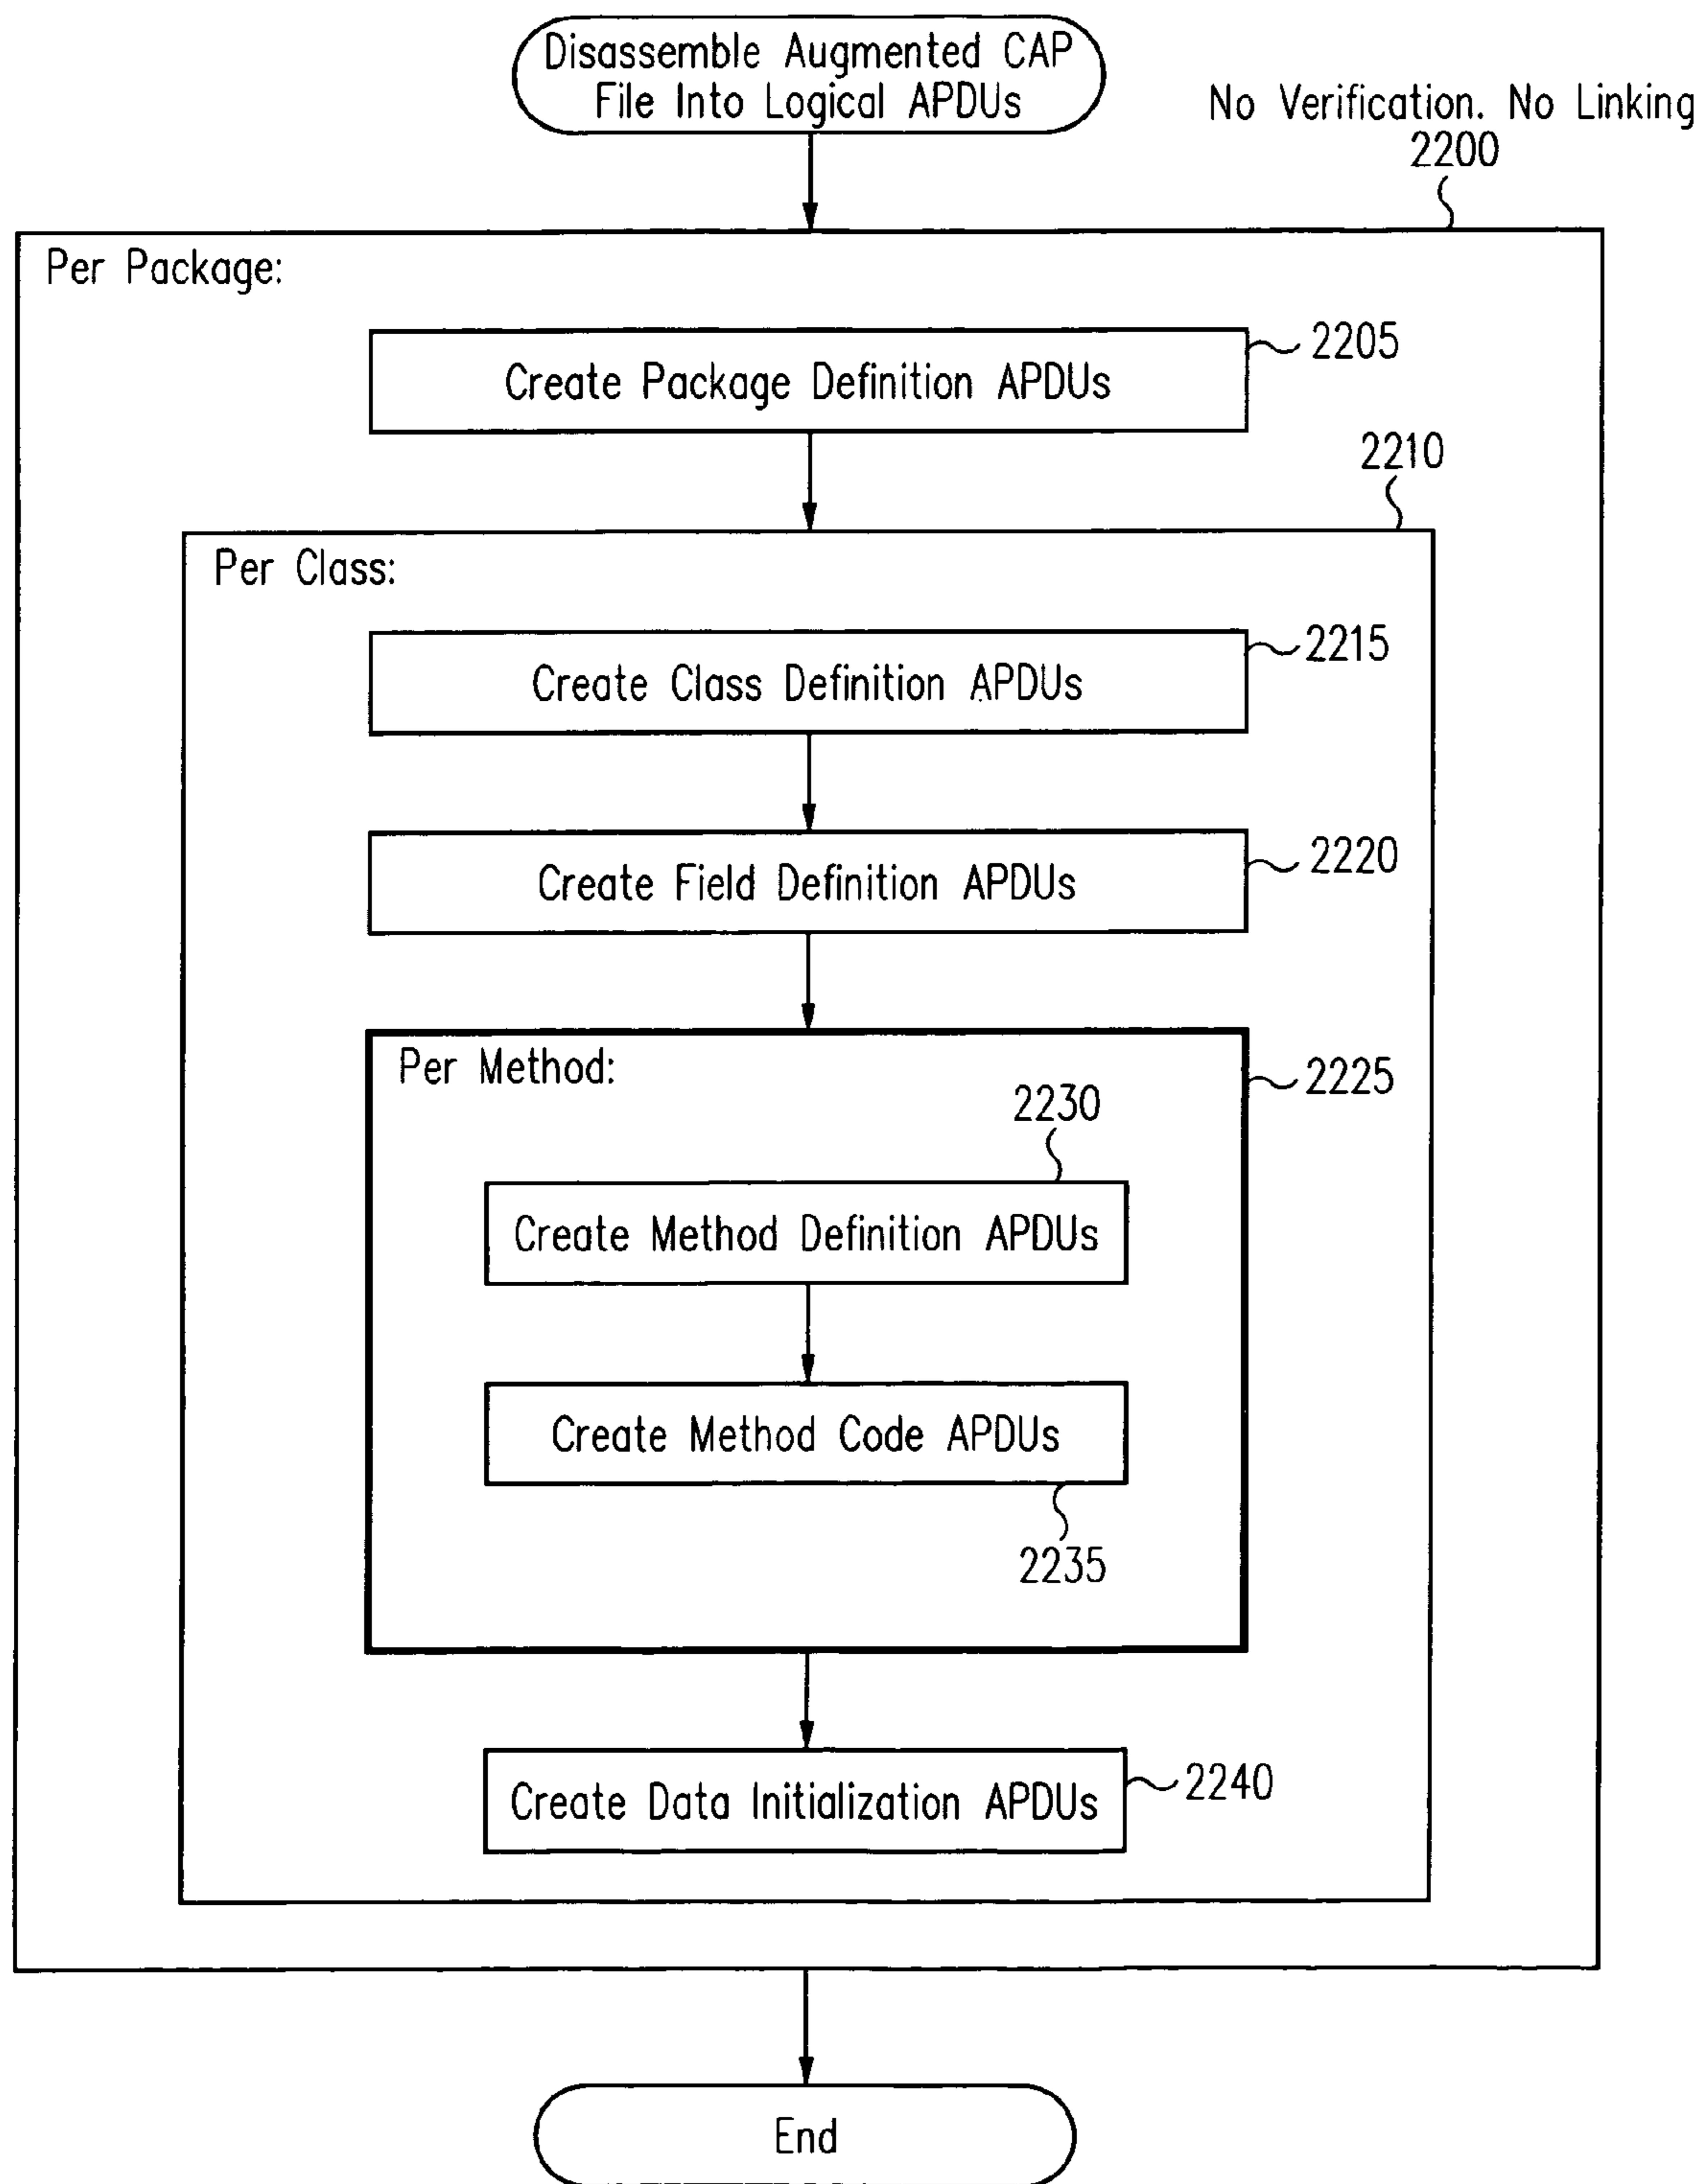 Disassemble Augmented CAP
File Into Logical APDUs
No Verification. No Linking
2200
Per Package:
2205
Create Package Definition APDUs
2210
Per Class:
2215
Create Class Definition APDUs
2220
Create Field Definition APDUs
Per Method:
2225
2230
Create Method Definition APDUs
Create Method Code APDUs
2235
2240
Create Data Initialization APDUs
End